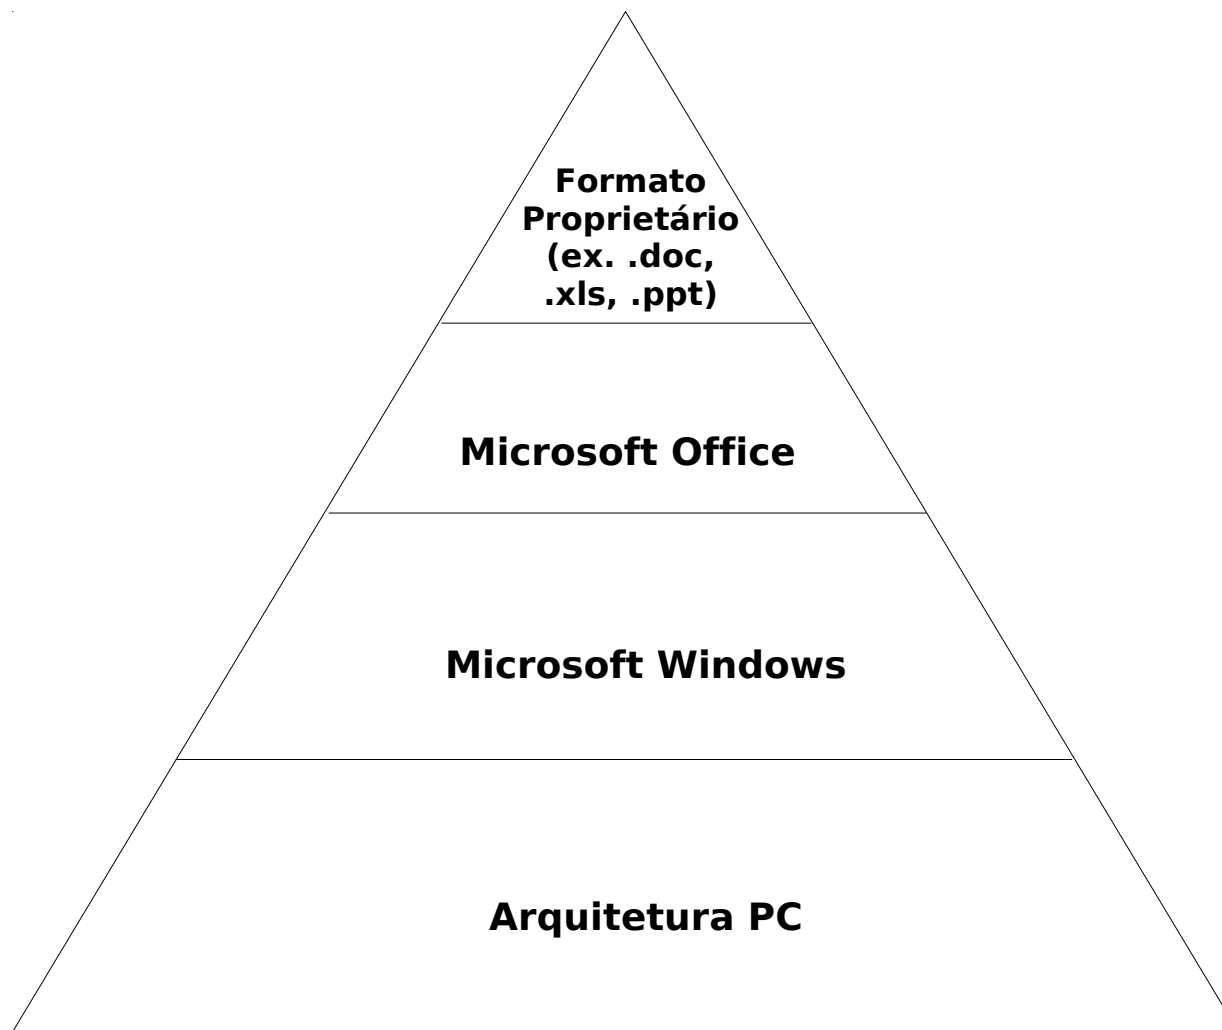 Formato
Proprietário
(ex. .doc,
.xls, .ppt)
Microsoft Office
Microsoft Windows
Arquitetura PC